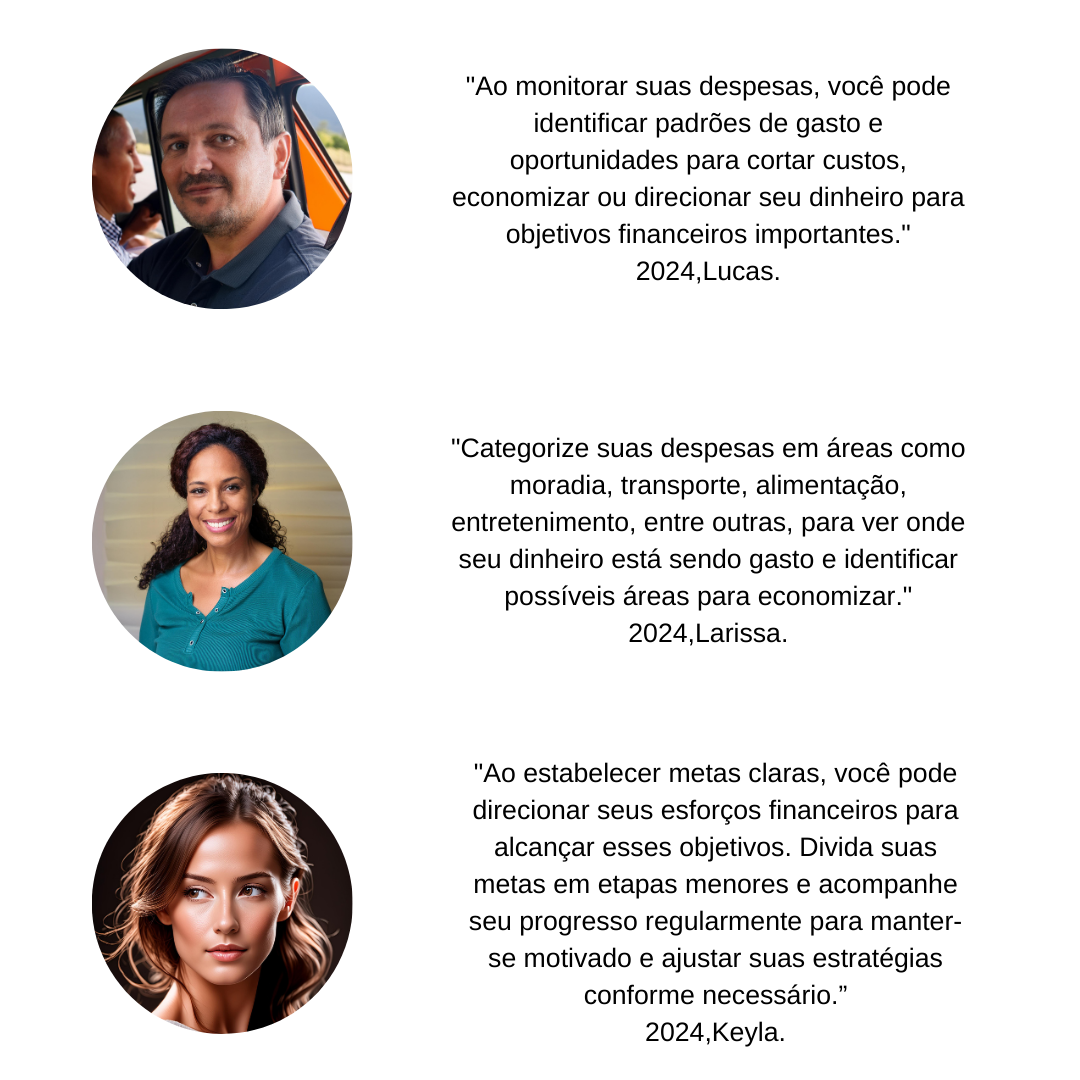 "Ao monitorar suas despesas, você pode
identificar padrões de gasto e
oportunidades para cortar custos,
economizar ou direcionar seu dinheiro para
objetivos financeiros importantes."
2024,Lucas.
"Categorize suas despesas em áreas como
moradia, transporte, alimentação,
entretenimento, entre outras, para ver onde
seu dinheiro está sendo gasto e identificar
possíveis áreas para economizar."
2024,Larissa.
"Ao estabelecer metas claras, você pode
direcionar seus esforços financeiros para
alcançar esses objetivos. Divida suas
metas em etapas menores e acompanhe
seu progresso regularmente para manter-
se motivado e ajustar suas estratégias
conforme necessário.”
2024,Keyla.